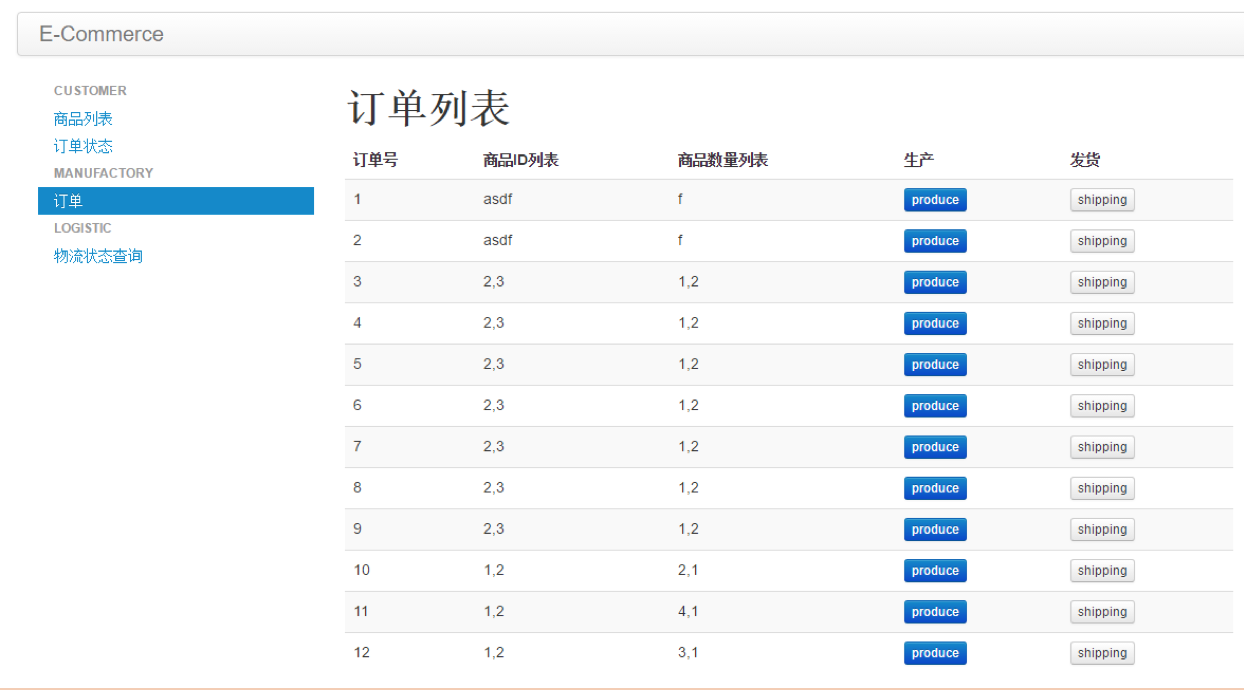 E-Commerce
CUSTOMER
商品列表
订单状态
MANUFACTORY
订单
LOGISTIC
物流状态查询
订单列表
订单号 商品ID列表 商品数量列表 生产 发货
1 asdf f produce shipping
2 asdf f produce shipping
3 2,3 1,2 produce shipping
4 2,3 1,2 produce shipping
5 2,3 1,2 produce shipping
6 2,3 1,2 produce shipping
7 2,3 1,2 produce shipping
8 2,3 1,2 produce shipping
9 2,3 1,2 produce shipping
10 1,2 2,1 produce shipping
11 1,2 4,1 produce shipping
12 1,2 3,1 produce shipping